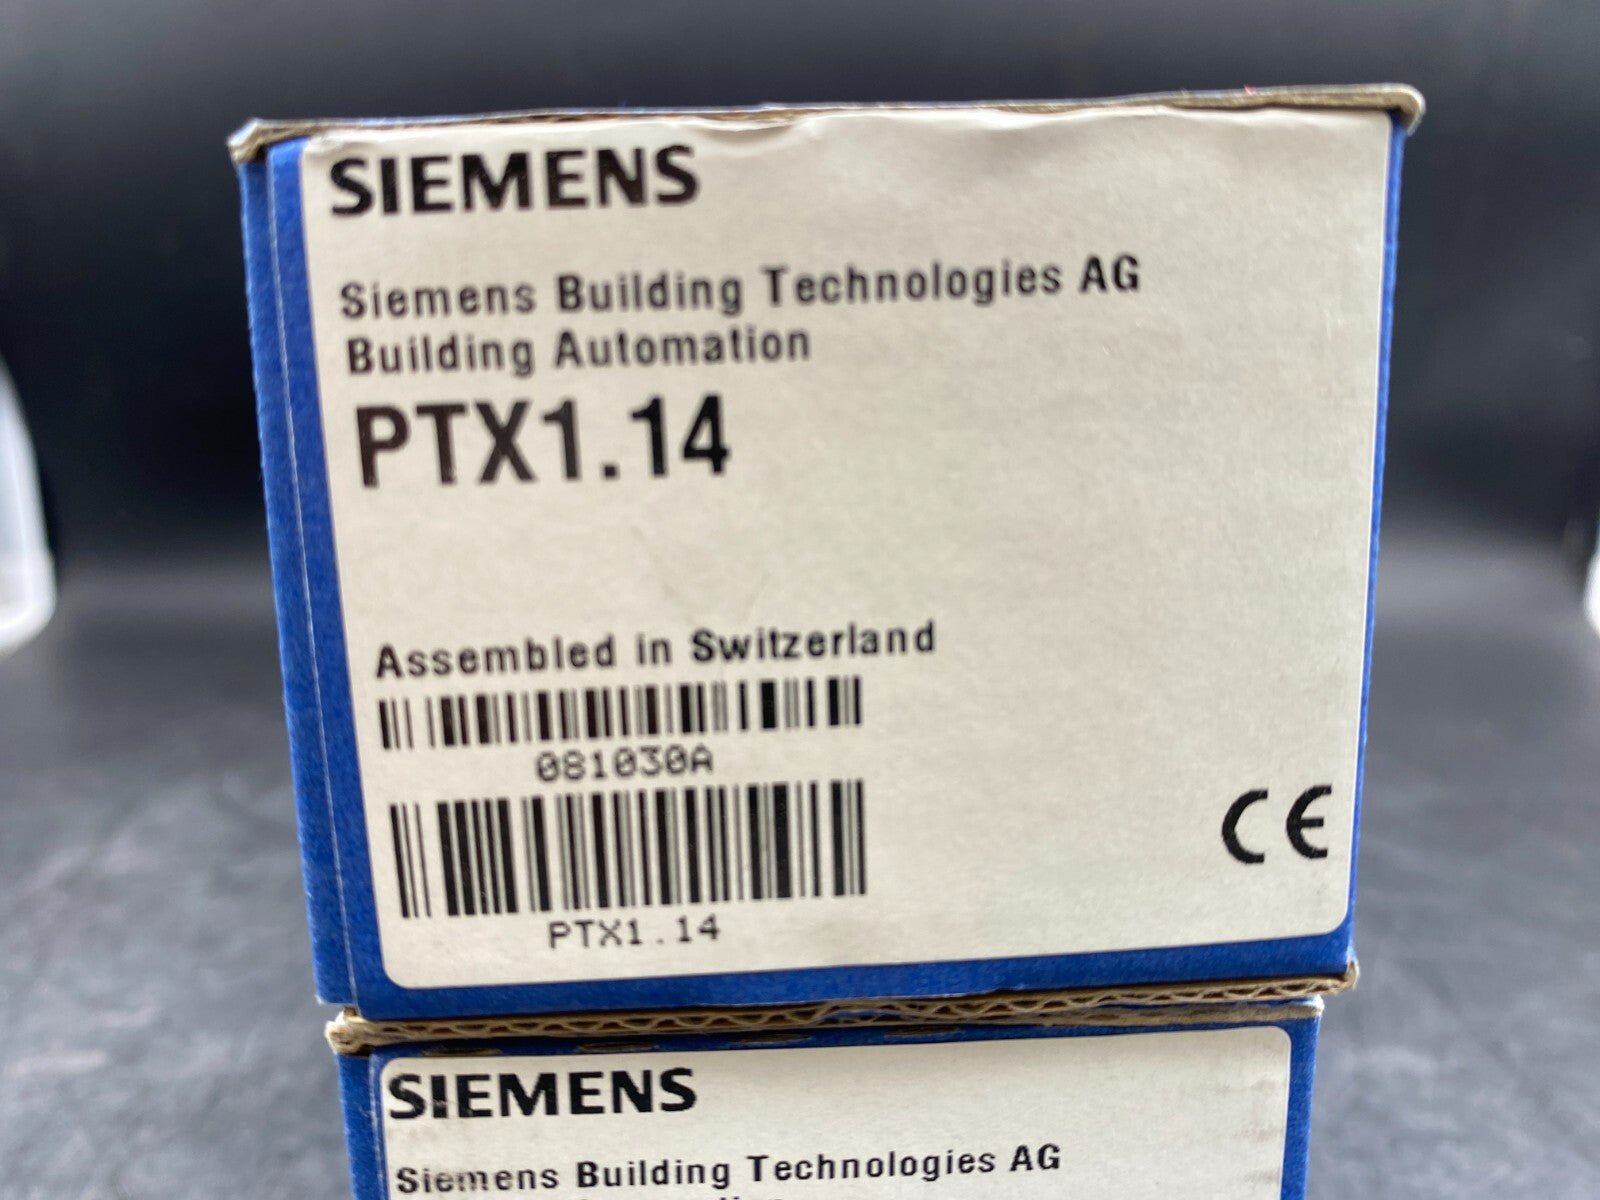 SIEMENS
Siemens Building Technologies AG
Building Automation
PTX1.14
Assembled in Switzerland
081030A
PTX1.14
CE
SIEMENS
Siemens Building Technologies AG